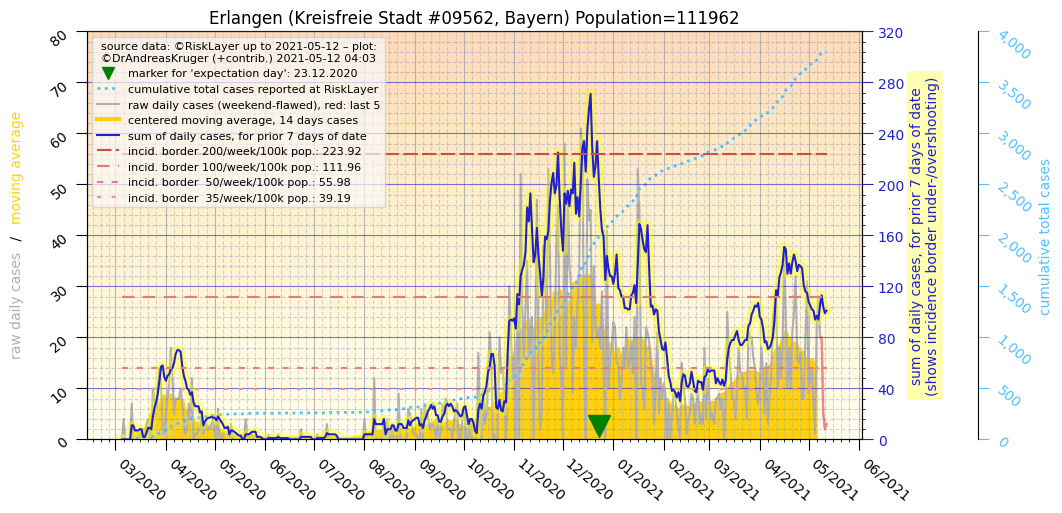 Erlangen (Kreisfreie Stadt #09562, Bayern) Population=111962
source data: ©RiskLayer up to 2021-05-12 – plot:
©DrAndreasKruger (+contrib.) 2021-05-12 04:03
marker for 'expectation day': 23.12.2020
cumulative total cases reported at RiskLayer
raw daily cases (weekend-flawed), red: last 5
centered moving average, 14 days cases
sum of daily cases, for prior 7 days of date
incid. border 200/week/100k pop.: 223.92
incid. border 100/week/100k pop.: 111.96
incid. border  50/week/100k pop.: 55.98
incid. border  35/week/100k pop.: 39.19
raw daily cases / moving average
80
70
60
50
40
30
20
10
0
320
280
240
200
160
120
80
40
0
sum of daily cases, for prior 7 days of date
(shows incidence border under-/overshooting)
4,000
3,500
3,000
2,500
2,000
1,500
1,000
500
0
cumulative total cases
03/2020
04/2020
05/2020
06/2020
07/2020
08/2020
09/2020
10/2020
11/2020
12/2020
01/2021
02/2021
03/2021
04/2021
05/2021
06/2021